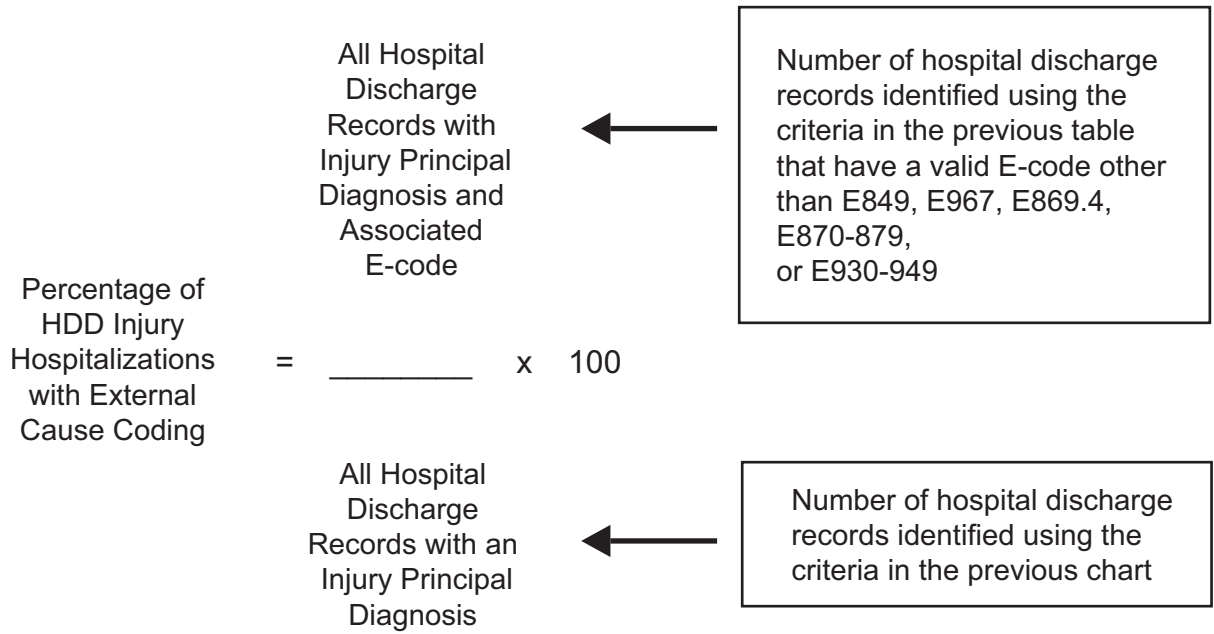 All Hospital
Discharge
Records with
Injury Principal
Diagnosis and
Associated
E-code
Number of hospital discharge
records identified using the
criteria in the previous table
that have a valid E-code other
than E849, E967, E869.4,
E870-879,
or E930-949
Percentage of
HDD Injury
Hospitalizations
with External
Cause Coding
= ________ x 100
All Hospital
Discharge
Records with an
Injury Principal
Diagnosis
Number of hospital discharge
records identified using the
criteria in the previous chart